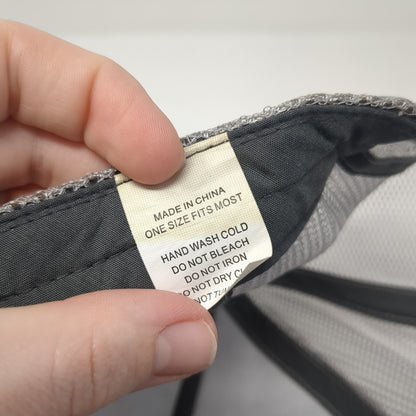 MADE IN CHINA
ONE SIZE FITS MOST
HAND WASH COLD
DO NOT BLEACH
DO NOT IRON
DO NOT DRY
NOT